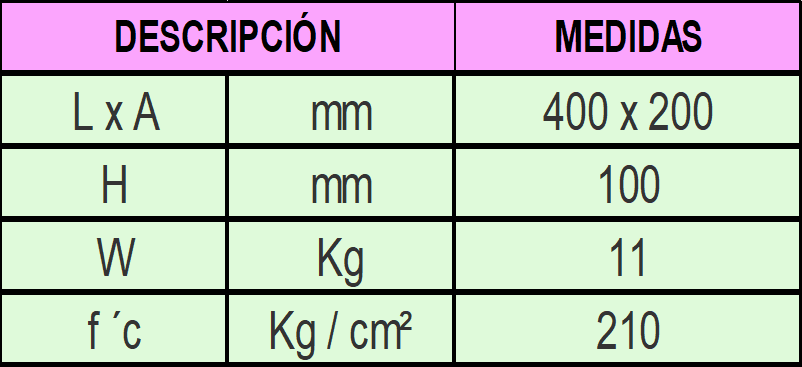 DESCRIPCIÓN MEDIDAS
L x A mm 400 x 200
H mm 100
W Kg 11
f ´c Kg / cm² 210